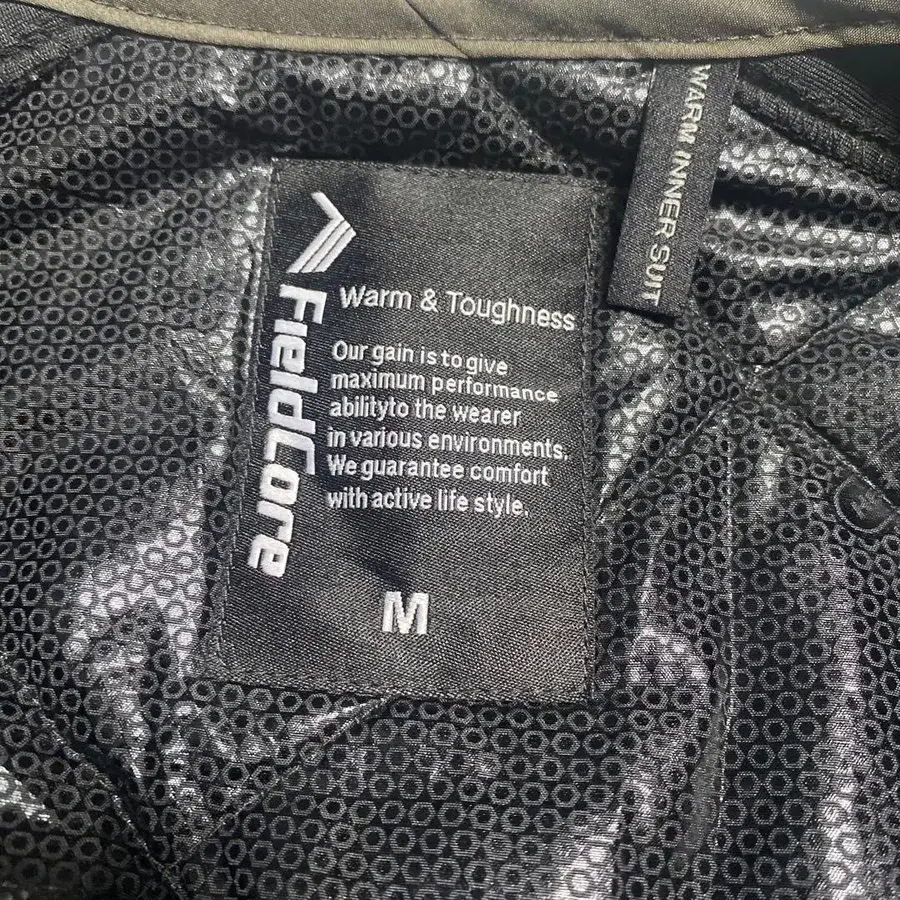 WARM INNER SUIT
FieldCore
Warm & Toughness
Our gain is to give
maximum performance
abilityto the wearer
in various environments.
We guarantee comfort
with active life style.
M